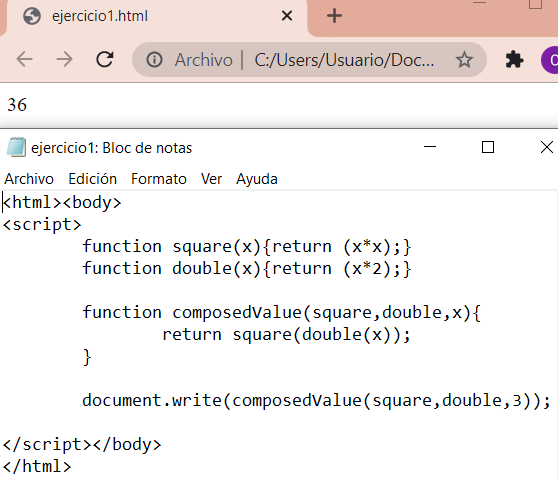 ejercicio1.html
Archivo | C:/Users/Usuario/Doc...
36
ejercicio1: Bloc de notas
Archivo Edición Formato Ver Ayuda
<html><body>
<script>
        function square(x){return (x*x);}
        function double(x){return (x*2);}
        function composedValue(square,double,x){
                return square(double(x));
        }
        document.write(composedValue(square,double,3));
</script></body>
</html>